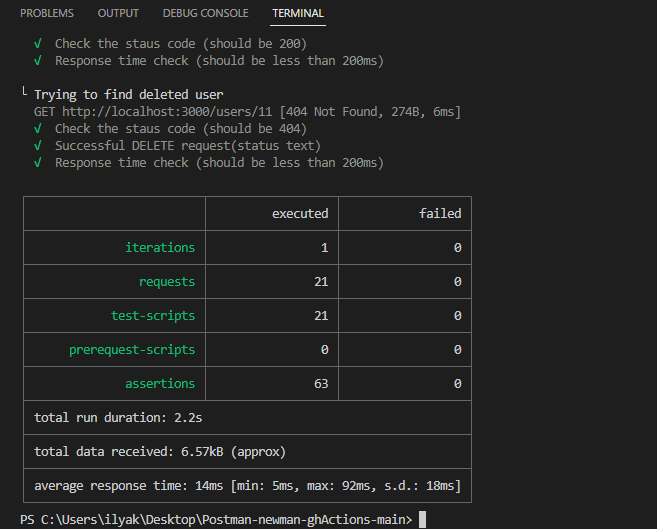 PROBLEMS OUTPUT DEBUG CONSOLE TERMINAL
√ Check the staus code (should be 200)
√ Response time check (should be less than 200ms)
└ Trying to find deleted user
GET http://localhost:3000/users/11 [404 Not Found, 274B, 6ms]
√ Check the staus code (should be 404)
√ Successful DELETE request(status text)
√ Response time check (should be less than 200ms)
executed failed
iterations 1 0
requests 21 0
test-scripts 21 0
prerequest-scripts 0 0
assertions 63 0
total run duration: 2.2s
total data received: 6.57kB (approx)
average response time: 14ms [min: 5ms, max: 92ms, s.d.: 18ms]
PS C:\Users\ilyak\Desktop\Postman-newman-ghActions-main>